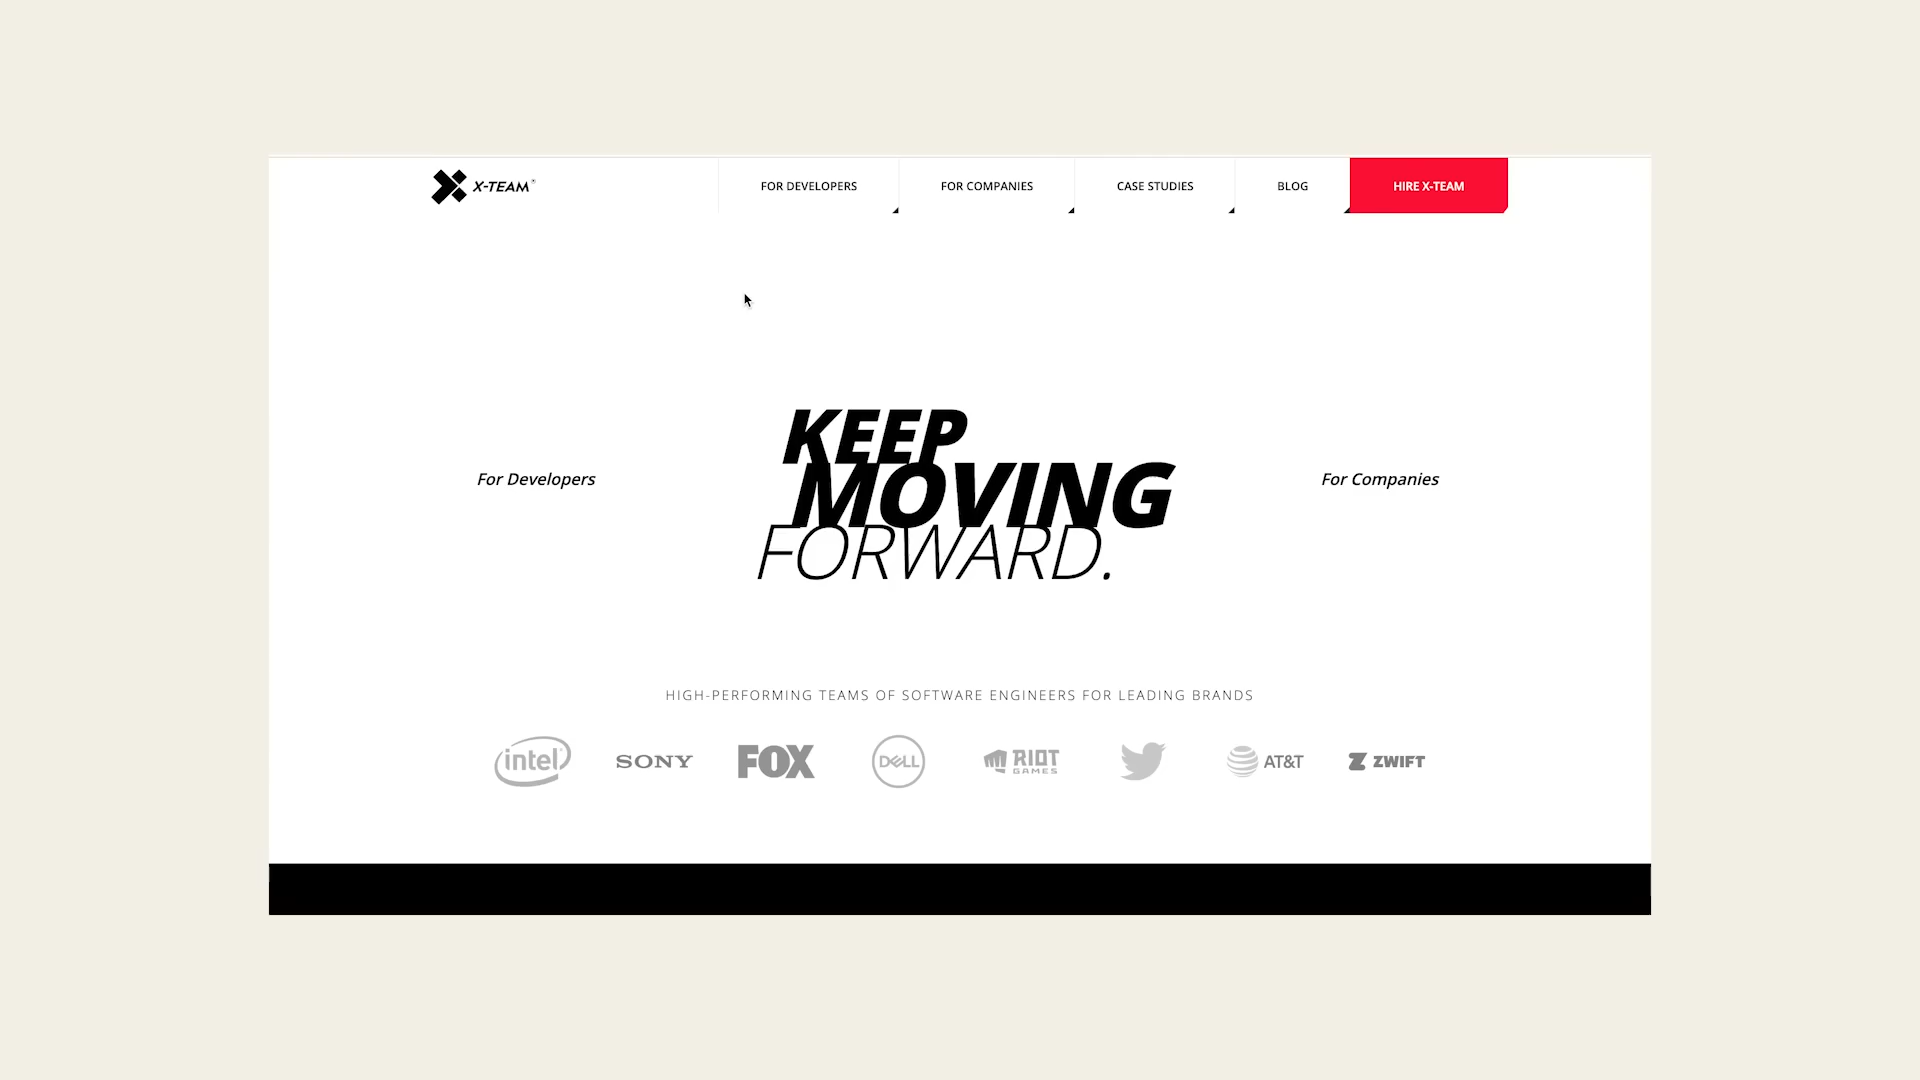 X-TEAM®
FOR DEVELOPERS
FOR COMPANIES
CASE STUDIES
BLOG
HIRE X-TEAM
KEEP
MOVING
FORWARD.
For Developers
For Companies
HIGH-PERFORMING TEAMS OF SOFTWARE ENGINEERS FOR LEADING BRANDS
intel
SONY
FOX
DELL
RIOT
GAMES
AT&T
ZWIFT